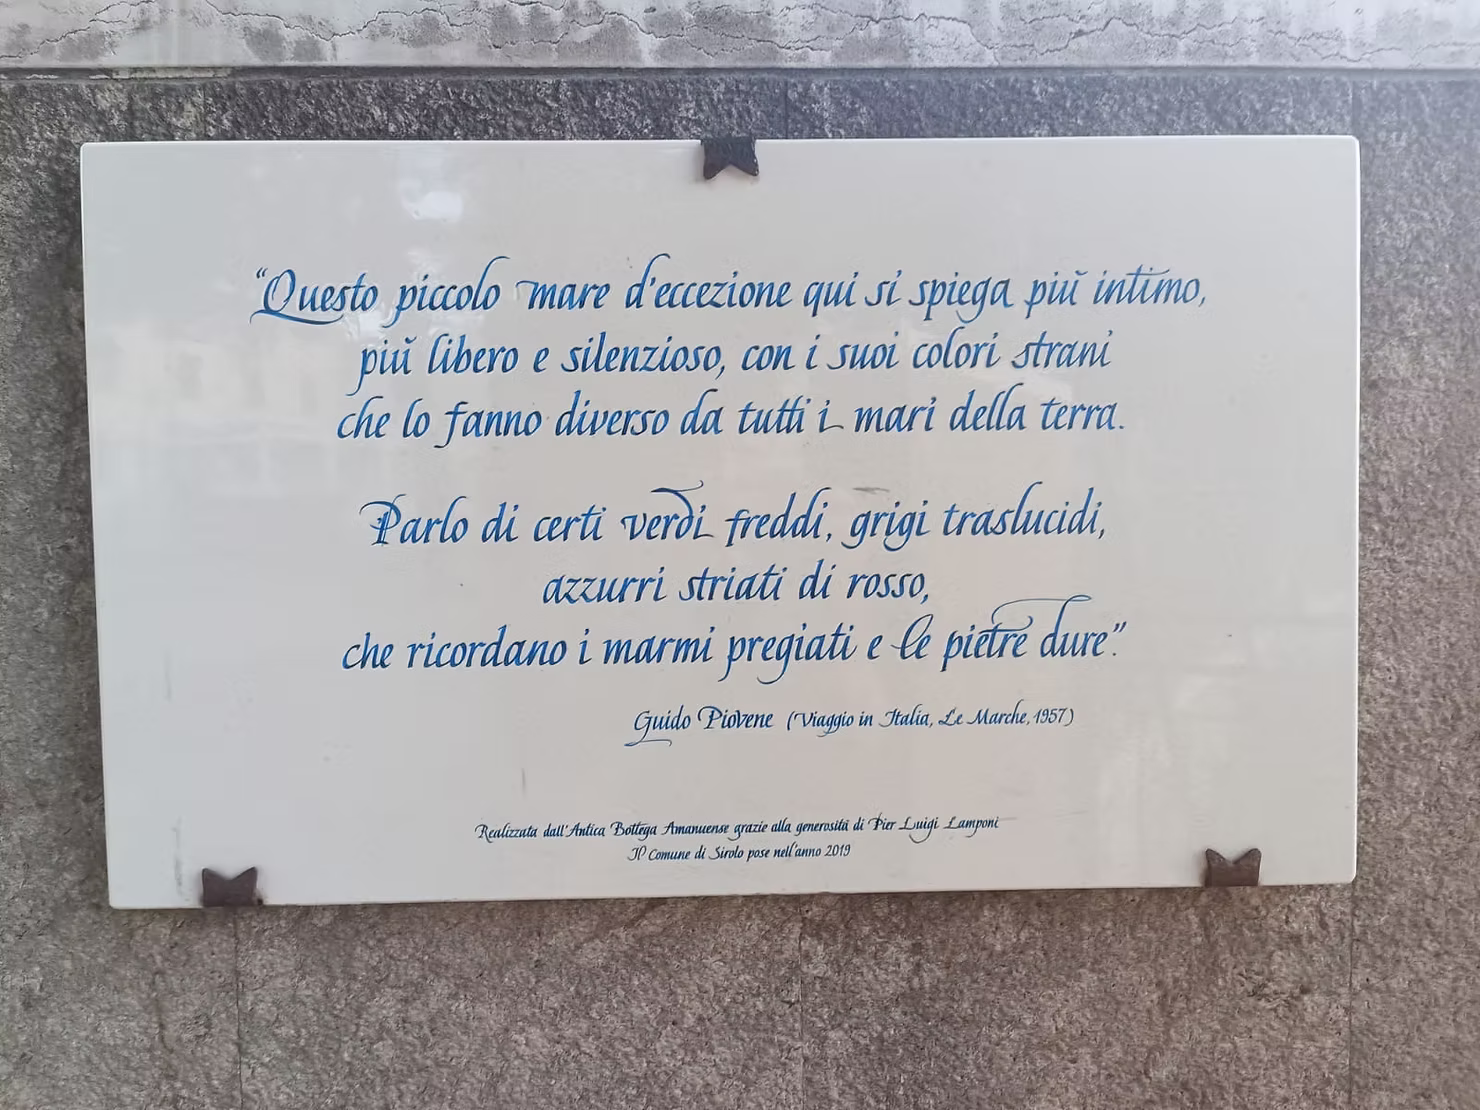 “Questo piccolo mare d'eccezione qui si spiega più intimo,
più libero e silenzioso, con i suoi colori strani
che lo fanno diverso da tutti i mari della terra.
Parlo di certi verdi freddi, grigi traslucidi,
azzurri striati di rosso,
che ricordano i marmi pregiati e le pietre dure”.
Guido Piovene (Viaggio in Italia, Le Marche, 1957)
Realizzata dall'Antica Bottega Amanuense grazie alla generosità di Pier Luigi Lamponi
Il Comune di Sirolo pose nell'anno 2019